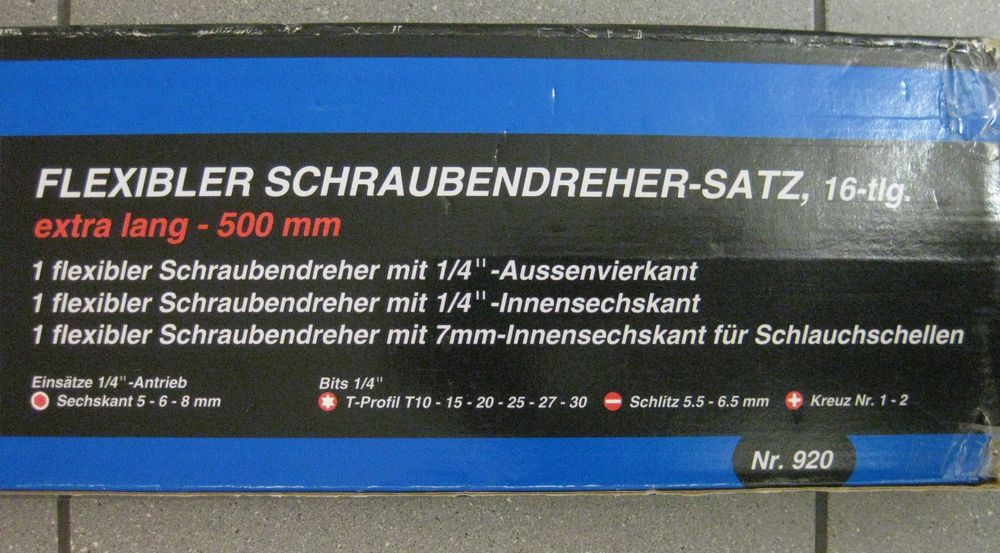 FLEXIBLER SCHRAUBENDREHER-SATZ, 16-tlg.
extra lang - 500 mm
1 flexibler Schraubendreher mit 1/4"-Aussenvierkant
1 flexibler Schraubendreher mit 1/4"-Innensechskant
1 flexibler Schraubendreher mit 7mm-Innensechskant für Schlauchschellen
Einsätze 1/4"-Antrieb
Sechskant 5 - 6 - 8 mm
Bits 1/4"
T-Profil T10 - 15 - 20 - 25 - 27 - 30 Schlitz 5.5 - 6.5 mm Kreuz Nr. 1 - 2
Nr. 920